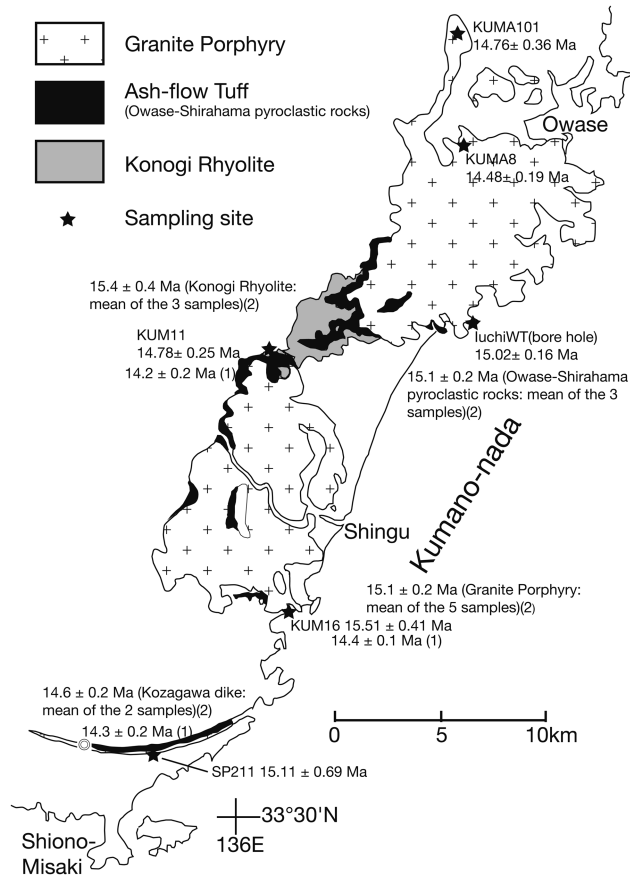 Granite Porphyry
Ash-flow Tuff
(Owase-Shirahama pyroclastic rocks)
Konogi Rhyolite
Sampling site
KUMA101
14.76± 0.36 Ma
Owase
KUMA8
14.48± 0.19 Ma
15.4 ± 0.4 Ma (Konogi Rhyolite:
mean of the 3 samples)(2)
KUM11
14.78± 0.25 Ma
14.2 ± 0.2 Ma (1)
IuchiWT(bore hole)
15.02± 0.16 Ma
15.1 ± 0.2 Ma (Owase-Shirahama
pyroclastic rocks: mean of the 3
samples)(2)
Kumano-nada
Shingu
15.1 ± 0.2 Ma (Granite Porphyry:
mean of the 5 samples)(2)
KUM16 15.51 ± 0.41 Ma
14.4 ± 0.1 Ma (1)
14.6 ± 0.2 Ma (Kozagawa dike:
mean of the 2 samples)(2)
14.3 ± 0.2 Ma (1)
SP211 15.11 ± 0.69 Ma
0 5 10km
33°30'N
136E
Shiono-
Misaki